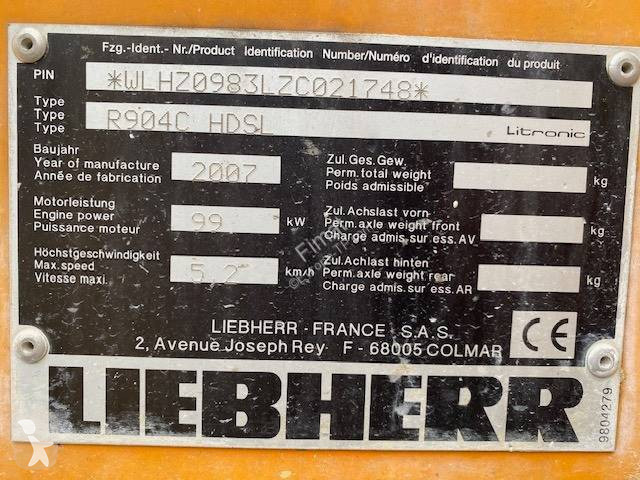 Fzg.-Ident.- Nr./Product Identification Number/Numéro d'identification du produit
PIN *WLHZ0983LZC021748*
Type
Type R904C HDSL Litronic
Type
Baujahr
Year of manufacture 2007
Année de fabrication
Motorleistung
Engine power 99 kW
Puissance moteur
Höchstgeschwindigkeit
Max.speed 5,2 km/h
Vitesse maxi.
Zul.Ges.Gew.
Perm.total weight kg
Poids admissible
Zul.Achslast vorn
Perm.axle weight front kg
Charge admis.sur ess.AV
Zul.Achlast hinten
Perm.axle weight rear kg
Charge admis.sur ess.AR
LIEBHERR - FRANCE S.A.S.
2, Avenue Joseph Rey F - 68005 COLMAR
CE
LIEBHERR
9804279